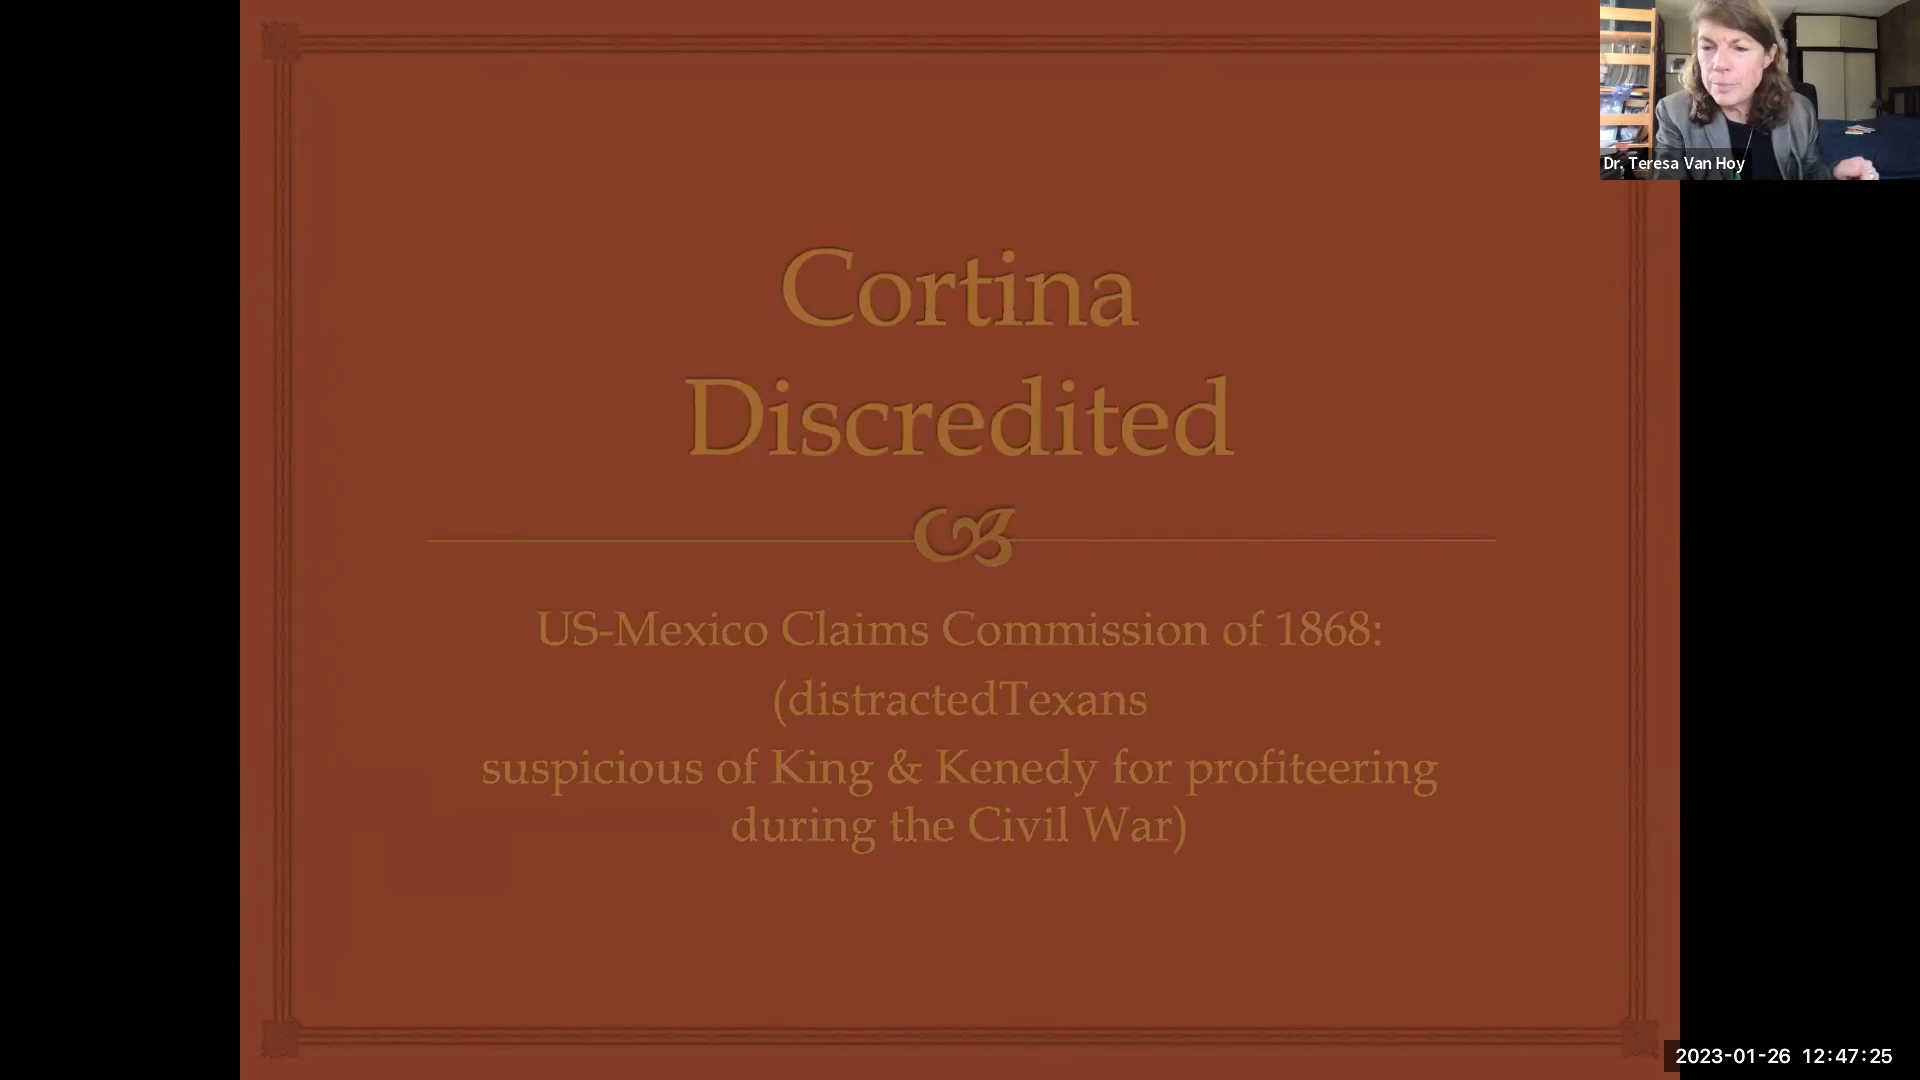 Dr. Teresa Van Hoy
Cortina
Discredited
US-Mexico Claims Commission of 1868:
(distractedTexans
suspicious of King & Kenedy for profiteering
during the Civil War)
2023-01-26 12:47:25